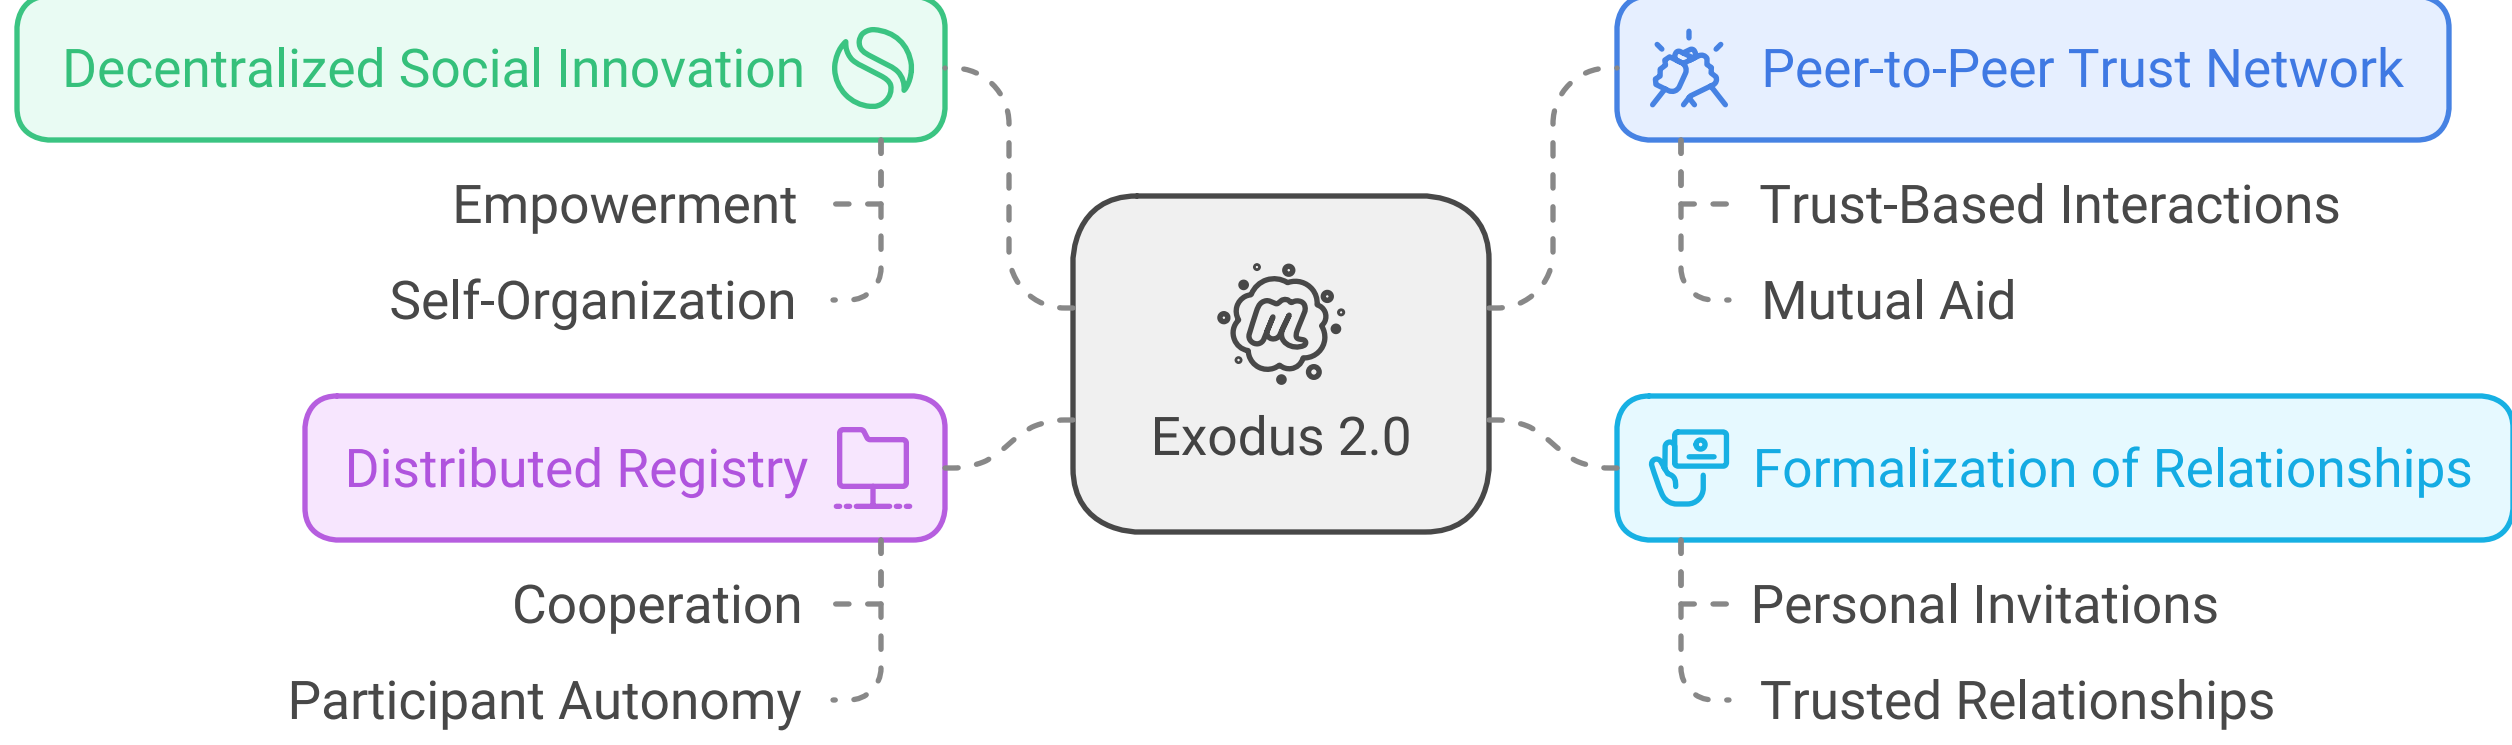 Decentralized Social Innovation
Empowerment
Self-Organization
Distributed Registry
Cooperation
Participant Autonomy
Exodus 2.0
Peer-to-Peer Trust Network
Trust-Based Interactions
Mutual Aid
Formalization of Relationships
Personal Invitations
Trusted Relationships